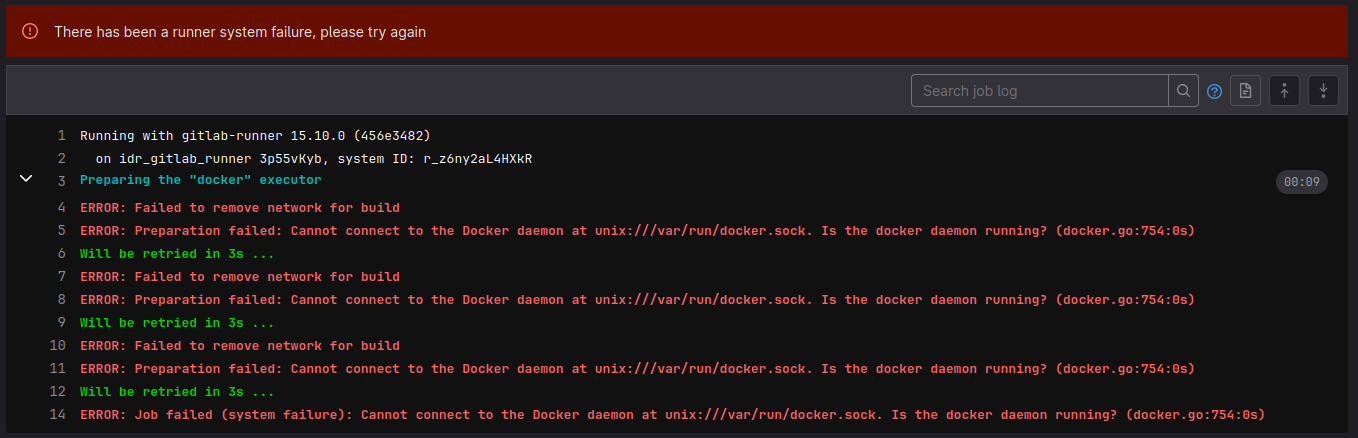 There has been a runner system failure, please try again
Search job log
1 Running with gitlab-runner 15.10.0 (456e3482)
2 on idr_gitlab_runner 3p55vKyb, system ID: r_z6ny2aL4HXkR
3 Preparing the "docker" executor 00:09
4 ERROR: Failed to remove network for build
5 ERROR: Preparation failed: Cannot connect to the Docker daemon at unix:///var/run/docker.sock. Is the docker daemon running? (docker.go:754:0s)
6 Will be retried in 3s ...
7 ERROR: Failed to remove network for build
8 ERROR: Preparation failed: Cannot connect to the Docker daemon at unix:///var/run/docker.sock. Is the docker daemon running? (docker.go:754:0s)
9 Will be retried in 3s ...
10 ERROR: Failed to remove network for build
11 ERROR: Preparation failed: Cannot connect to the Docker daemon at unix:///var/run/docker.sock. Is the docker daemon running? (docker.go:754:0s)
12 Will be retried in 3s ...
14 ERROR: Job failed (system failure): Cannot connect to the Docker daemon at unix:///var/run/docker.sock. Is the docker daemon running? (docker.go:754:0s)